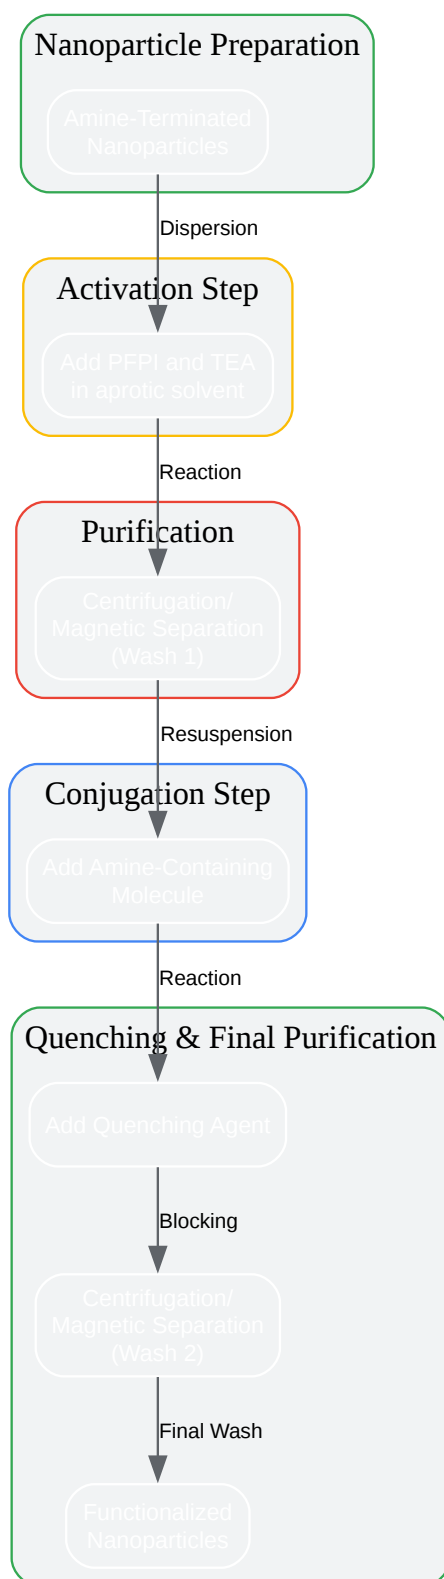 Nanoparticle Preparation
Amine-Terminated
Nanoparticles
Dispersion
Activation Step
Add PFPI and TEA
in aprotic solvent
Reaction
Purification
Centrifugation/
Magnetic Separation
(Wash 1)
Resuspension
Conjugation Step
Add Amine-Containing
Molecule
Reaction
Quenching & Final Purification
Add Quenching Agent
Blocking
Centrifugation/
Magnetic Separation
(Wash 2)
Final Wash
Functionalized
Nanoparticles